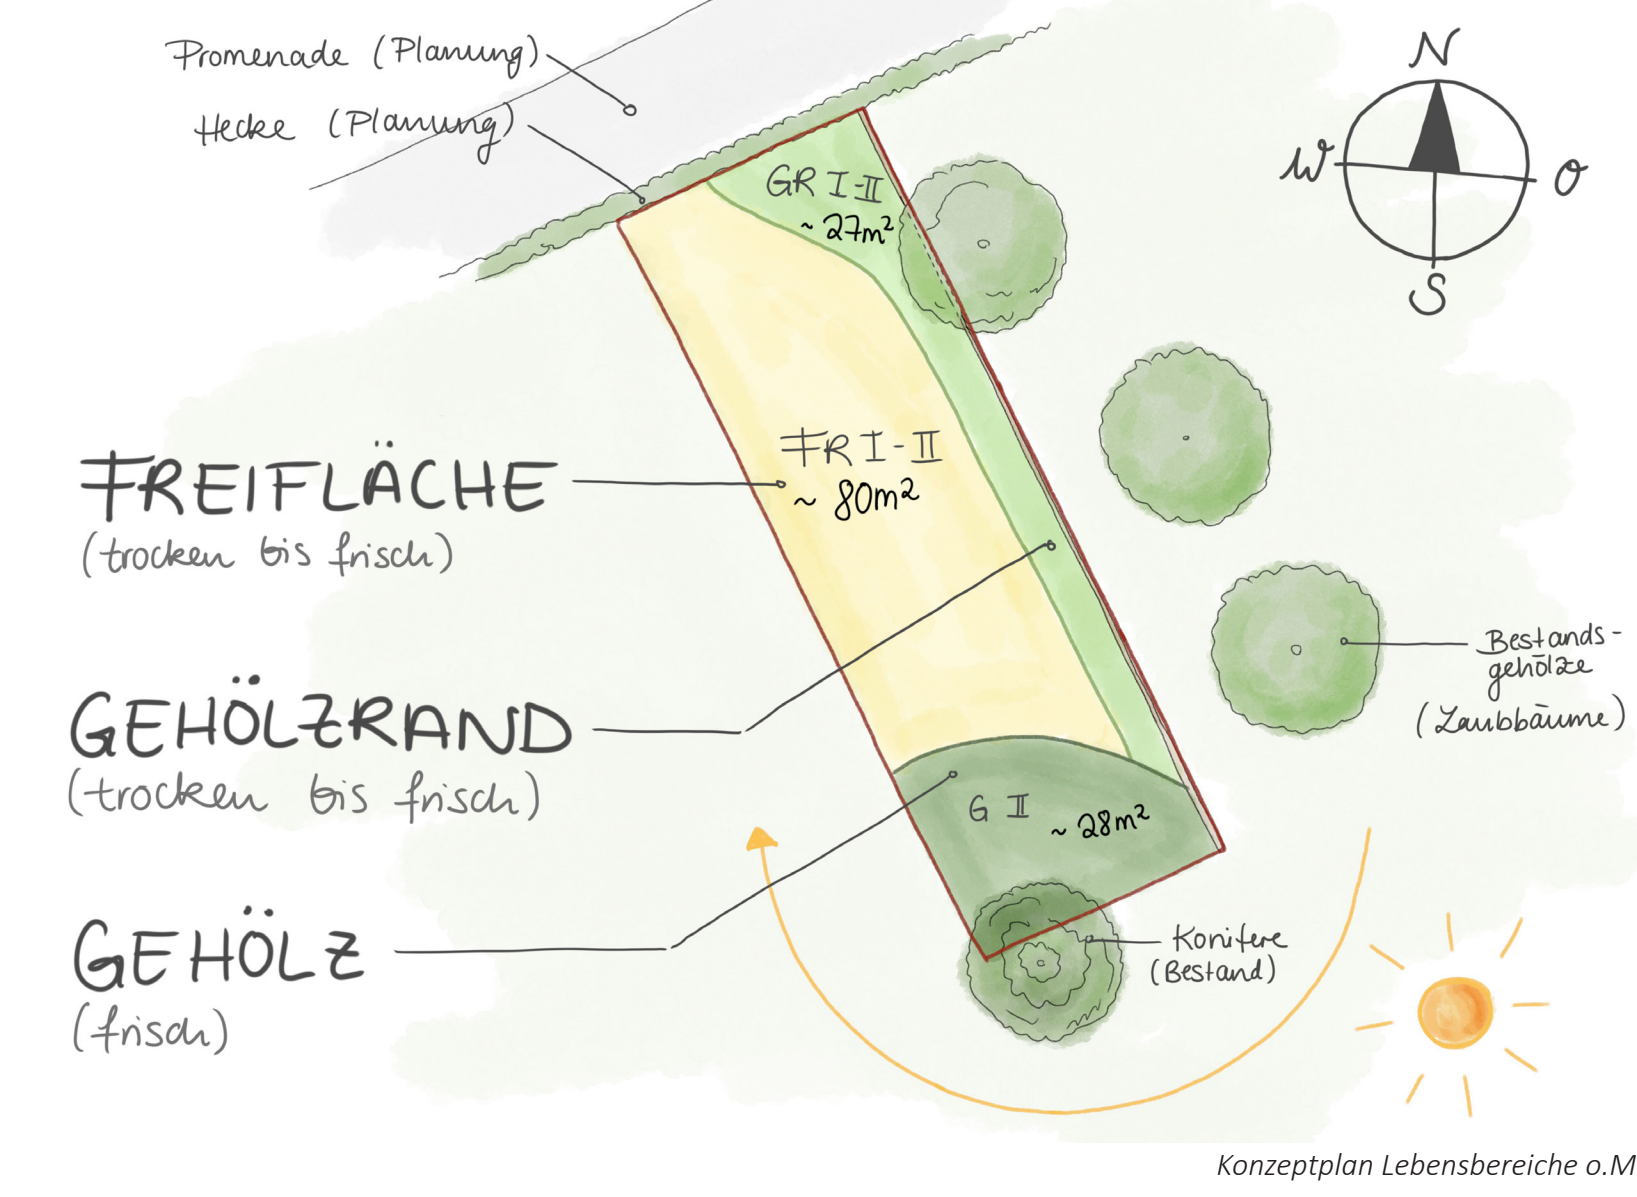 Promenade (Planung)
Hecke (Planung)
N
W
O
S
GR I-II
~ 27m²
FREIFLÄCHE
(trocken bis frisch)
FR I-II
~ 80m²
GEHÖLZRAND
(trocken bis frisch)
Bestands-
gehölze
(Laubbäume)
G II
~ 28m²
GEHÖLZ
(frisch)
Konifere
(Bestand)
Konzeptplan Lebensbereiche o.M